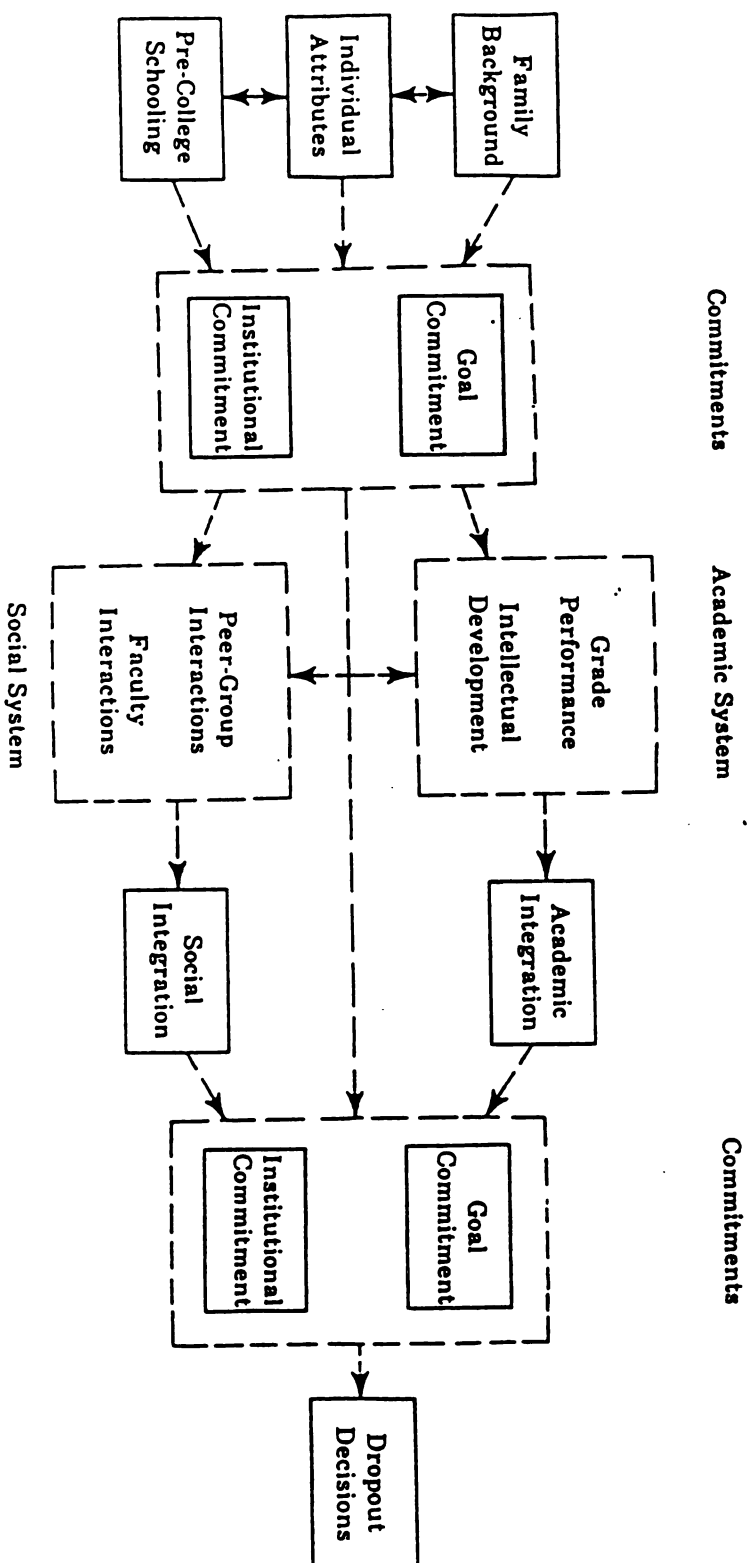 Commitments
Academic System
Commitments
Family
Background
Individual
Attributes
Pre-College
Schooling
Goal
Commitment
Institutional
Commitment
Grade
Performance
Intellectual
Development
Peer-Group
Interactions
Faculty
Interactions
Social System
Academic
Integration
Social
Integration
Goal
Commitment
Institutional
Commitment
Dropout
Decisions